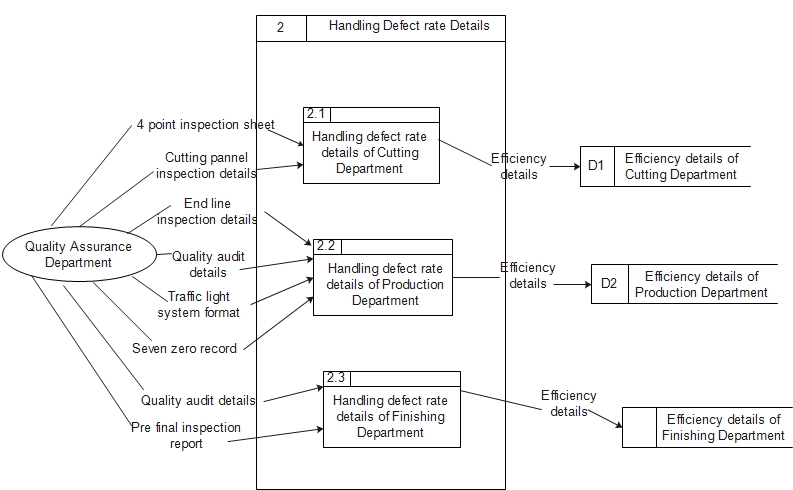 2
Handling Defect rate Details
4 point inspection sheet
Cutting pannel
inspection details
End line
inspection details
Quality Assurance
Department
Quality audit
details
Traffic light
system format
Seven zero record
Quality audit details
Pre final inspection
report
2.1
Handling defect rate
details of Cutting
Department
2.2
Handling defect rate
details of Production
Department
2.3
Handling defect rate
details of Finishing
Department
Efficiency
details
D1
Efficiency details of
Cutting Department
Efficiency
details
D2
Efficiency details of
Production Department
Efficiency
details
Efficiency details of
Finishing Department